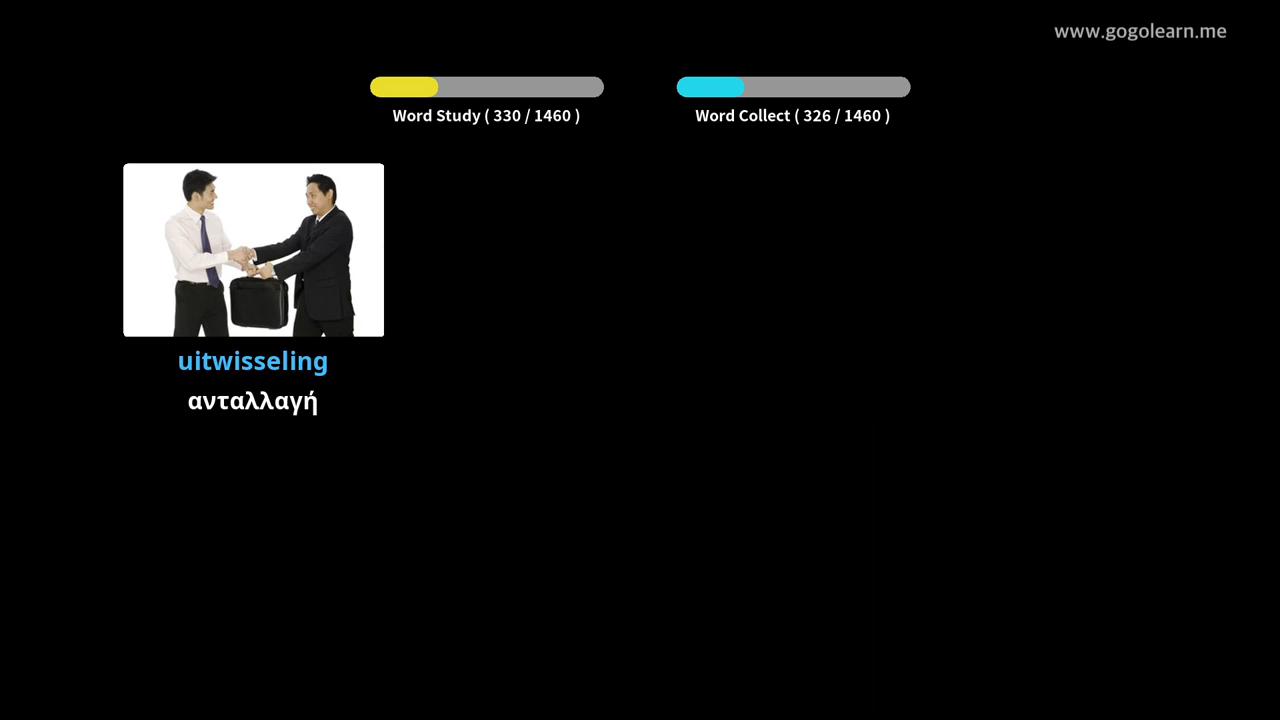 www.gogolearn.me
Word Study ( 330 / 1460 )
Word Collect ( 326 / 1460 )
uitwisseling
ανταλλαγή